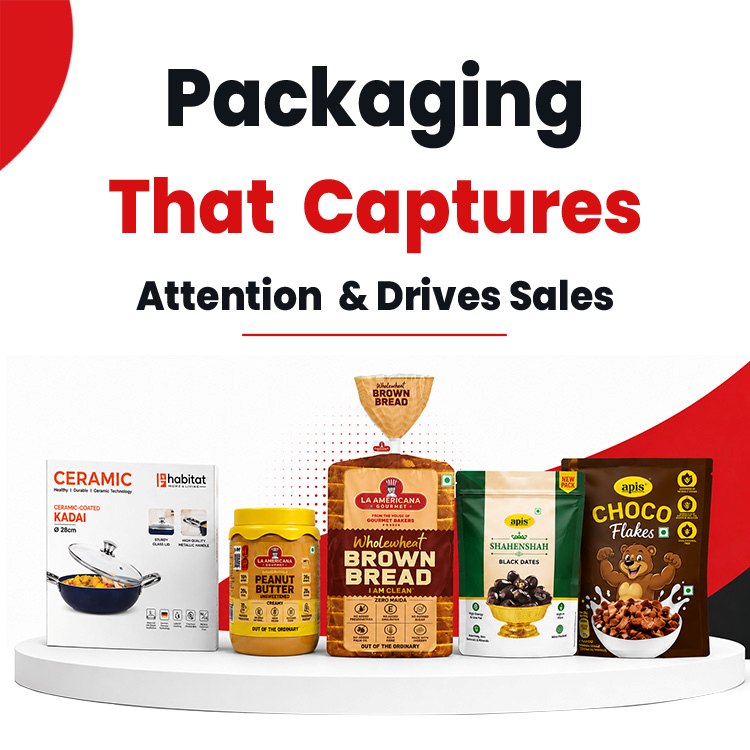 Packaging
That Captures
Attention & Drives Sales
CERAMIC
Healthy | Durable | Ceramic Technology
habitat
HOME & LIVING
CERAMIC-COATED
KADAI
Ø 28cm
STURDY
GLASS LID
HIGH QUALITY
METALLIC HANDLE
LA AMERICANA
GOURMET
PEANUT
BUTTER
UNSWEETENED
CREAMY
OUT OF THE ORDINARY
Wholewheat
BROWN
BREAD
LA AMERICANA
GOURMET
FROM THE HOUSE OF
GOURMET BAKERS
Wholewheat
BROWN
BREAD
I AM CLEAN
ZERO MAIDA
OUT OF THE ORDINARY
NEW
PACK
apis
SHAHENSHAH
BLACK DATES
apis
CHOCO
Flakes